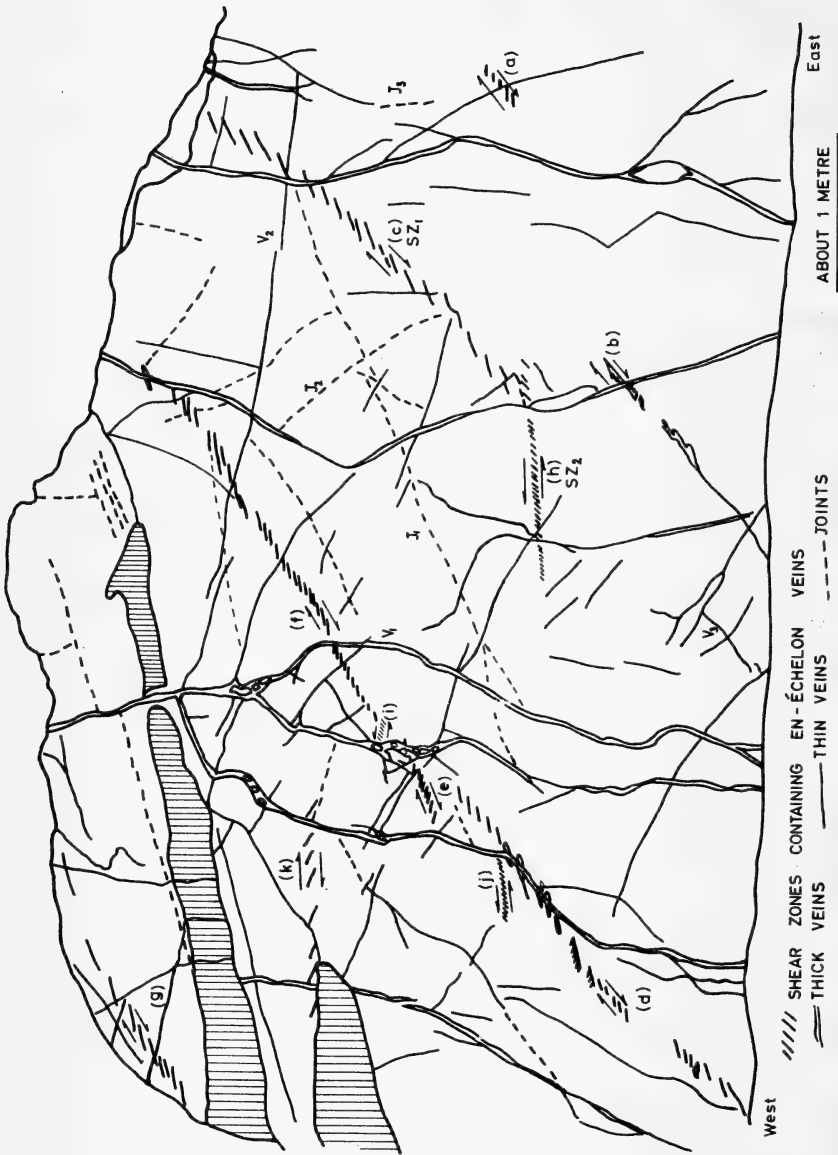 (g)
V₂
(k)
(f)
J₂
V₁
(i)
J₃
(c)
SZ₁
J₁
(e)
(j)
(a)
(h)
SZ₂
(b)
(d)
V₃
West
East
SHEAR ZONES CONTAINING EN-ÉCHELON VEINS
THICK VEINS THIN VEINS JOINTS
ABOUT 1 METRE